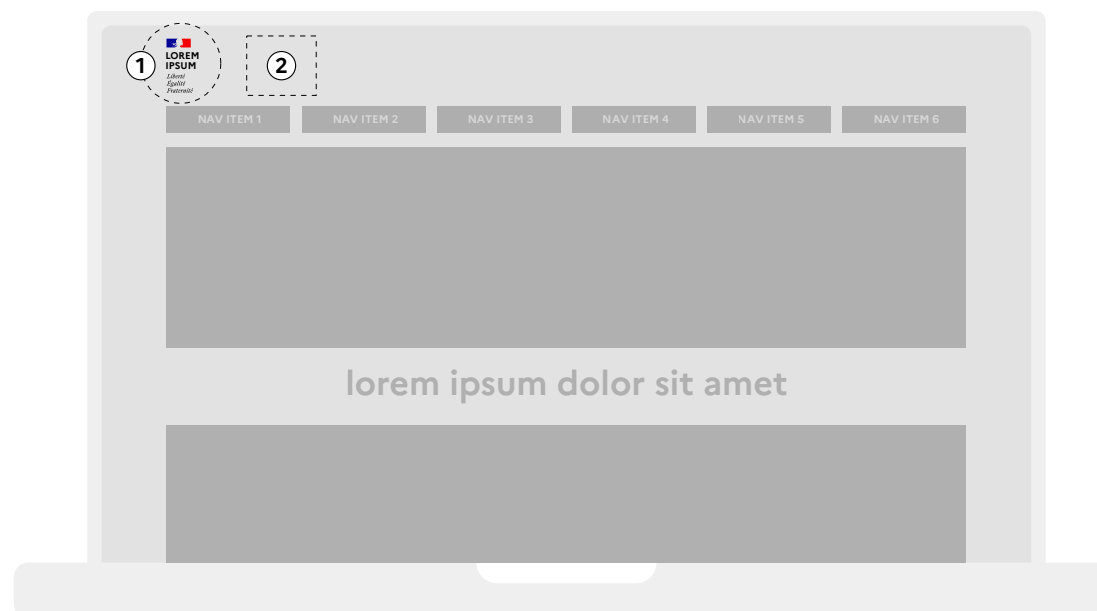 1
LOREM
IPSUM
Liberté
Égalité
Fraternité
2
NAV ITEM 1 NAV ITEM 2 NAV ITEM 3 NAV ITEM 4 NAV ITEM 5 NAV ITEM 6
lorem ipsum dolor sit amet